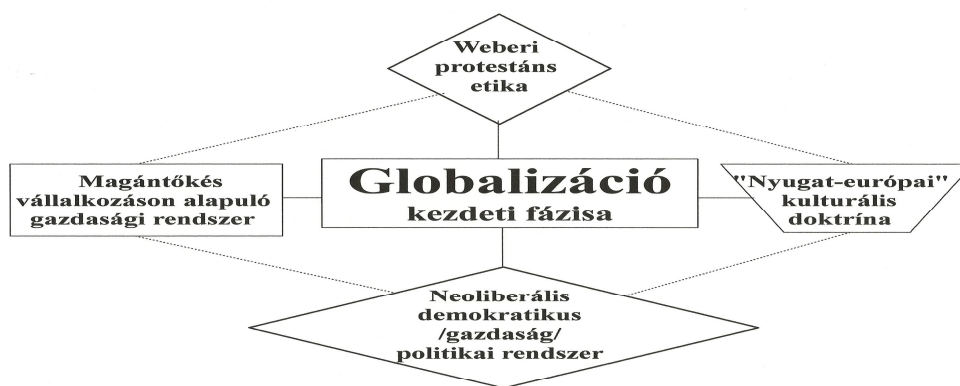 Weberi
protestáns
etika
Magántőkés
vállalkozáson alapuló
gazdasági rendszer
Globalizáció
kezdeti fázisa
"Nyugat-európai"
kulturális
doktrína
Neoliberális
demokratikus
/gazdaság/
politikai rendszer